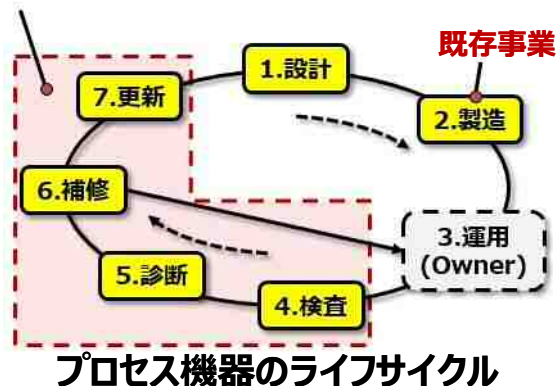 既存事業
1.設計
7.更新
2.製造
6.補修
3.運用
(Owner)
5.診断
4.検査
プロセス機器のライフサイクル